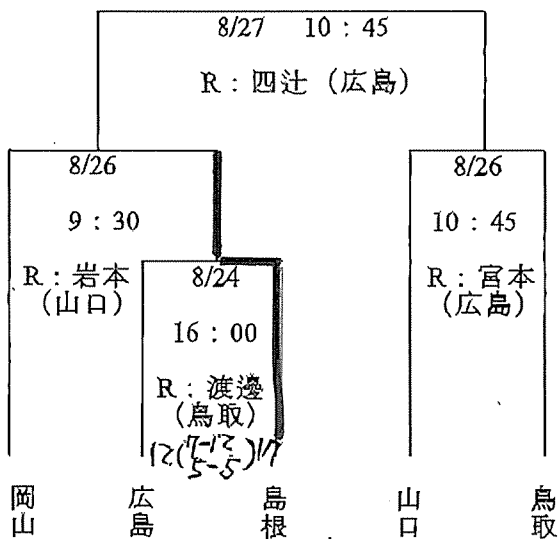 8/27 10：45
R：四辻（広島）
8/26
9：30
R：岩本
（山口）
8/24
16：00
R：渡邊
（鳥取）
12(7-12
5-5)17
8/26
10：45
R：宮本
（広島）
岡山
広島
島根
山口
鳥取